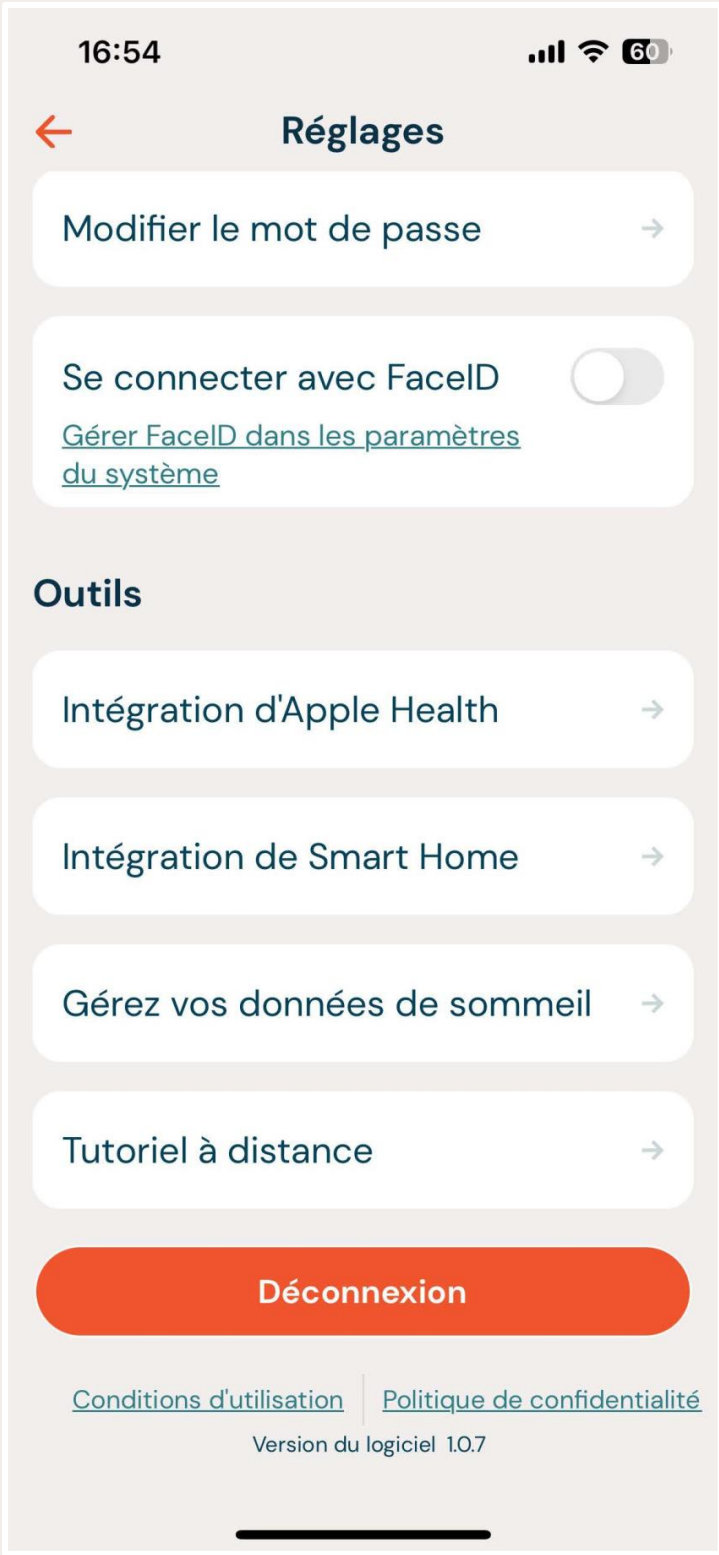 16:54
60
Réglages
Modifier le mot de passe
Se connecter avec FaceID
Gérer FaceID dans les paramètres
du système
Outils
Intégration d'Apple Health
Intégration de Smart Home
Gérez vos données de sommeil
Tutoriel à distance
Déconnexion
Conditions d'utilisation
Politique de confidentialité
Version du logiciel 1.0.7